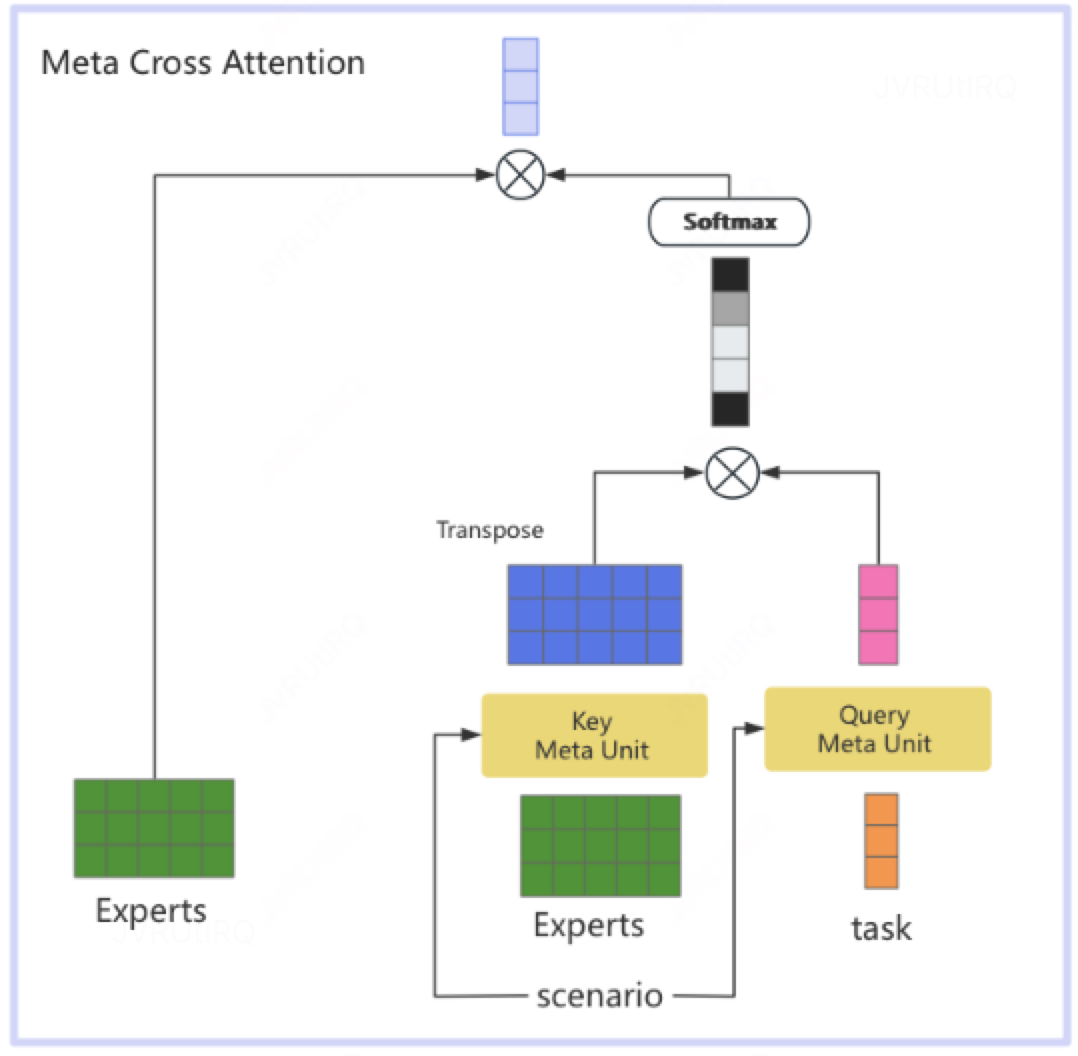 Meta Cross Attention
Softmax
Transpose
Key
Meta Unit
Query
Meta Unit
Experts
Experts
task
scenario